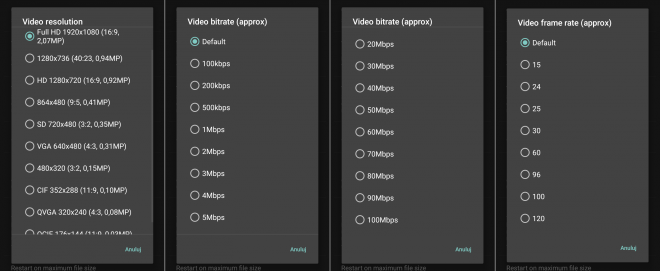 Video resolution
Full HD 1920x1080 (16:9,
2,07MP)
1280x736 (40:23, 0,94MP)
HD 1280x720 (16:9, 0,92MP)
864x480 (9:5, 0,41MP)
SD 720x480 (3:2, 0,35MP)
VGA 640x480 (4:3, 0,31MP)
480x320 (3:2, 0,15MP)
CIF 352x288 (11:9, 0,10MP)
QVGA 320x240 (4:3, 0,08MP)
QCIF 176x144 (11:9, 0,03MP)
Anuluj
Restart on maximum file size
Video bitrate (approx)
Default
100kbps
200kbps
500kbps
1Mbps
2Mbps
3Mbps
4Mbps
5Mbps
Anuluj
Restart on maximum file size
Video bitrate (approx)
20Mbps
30Mbps
40Mbps
50Mbps
60Mbps
70Mbps
80Mbps
90Mbps
100Mbps
Anuluj
Restart on maximum file size
Video frame rate (approx)
Default
15
24
25
30
60
96
100
120
Anuluj
Restart on maximum file size